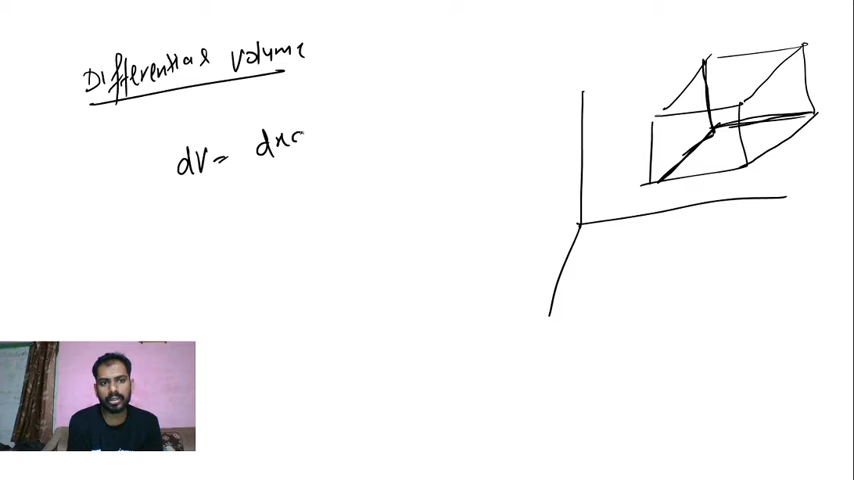 Differential Volume
dV = dx